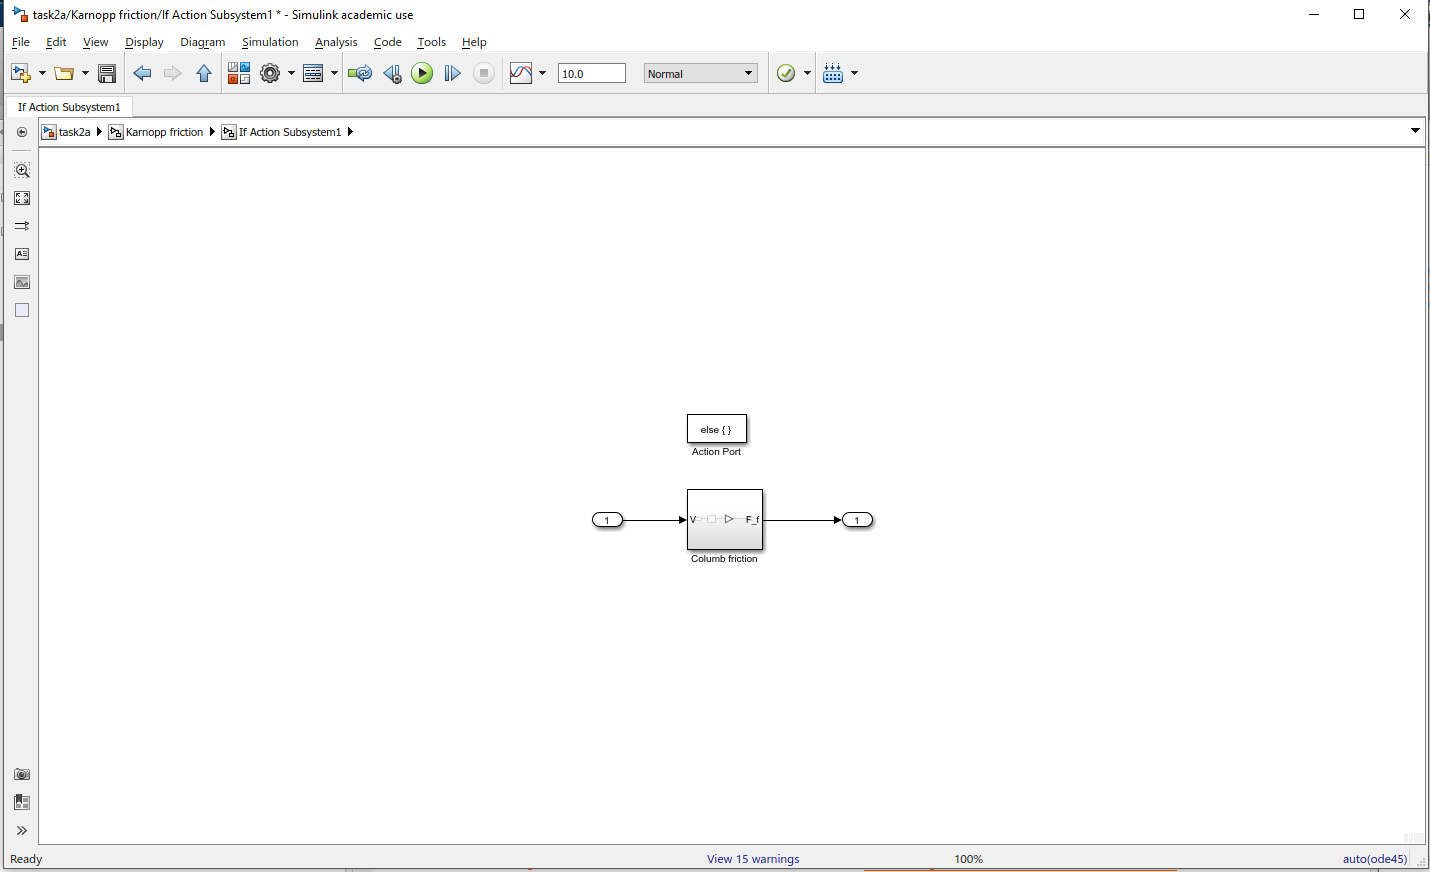 task2a/Karnopp friction/If Action Subsystem1 * - Simulink academic use
File Edit View Display Diagram Simulation Analysis Code Tools Help
10.0 Normal
If Action Subsystem1
task2a Karnopp friction If Action Subsystem1
else { }
Action Port
1 V F_f 1
Columb friction
Ready View 15 warnings 100% auto(ode45)